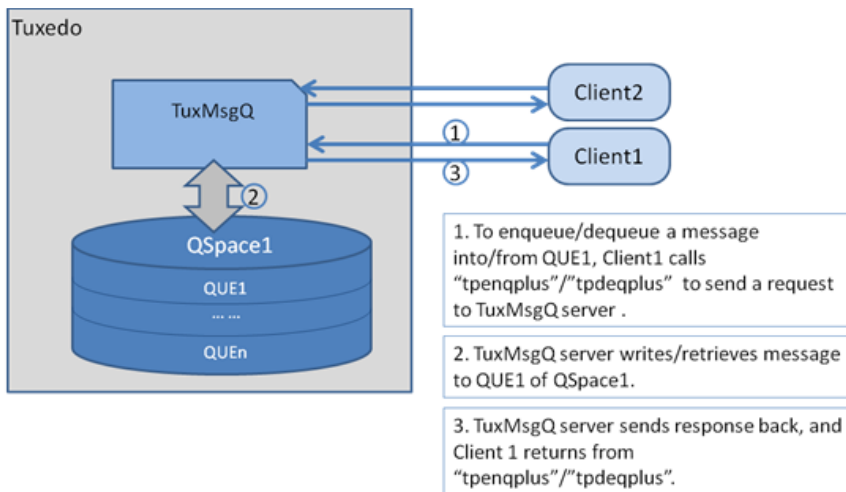 Tuxedo
TuxMsgQ
Client2
1
Client1
3
2
QSpace1
QUE1
... ...
QUEn
1. To enqueue/dequeue a message
into/from QUE1, Client1 calls
“tpenqplus”/”tpdeqplus” to send a request
to TuxMsgQ server .
2. TuxMsgQ server writes/retrieves message
to QUE1 of QSpace1.
3. TuxMsgQ server sends response back, and
Client 1 returns from
“tpenqplus”/”tpdeqplus”.